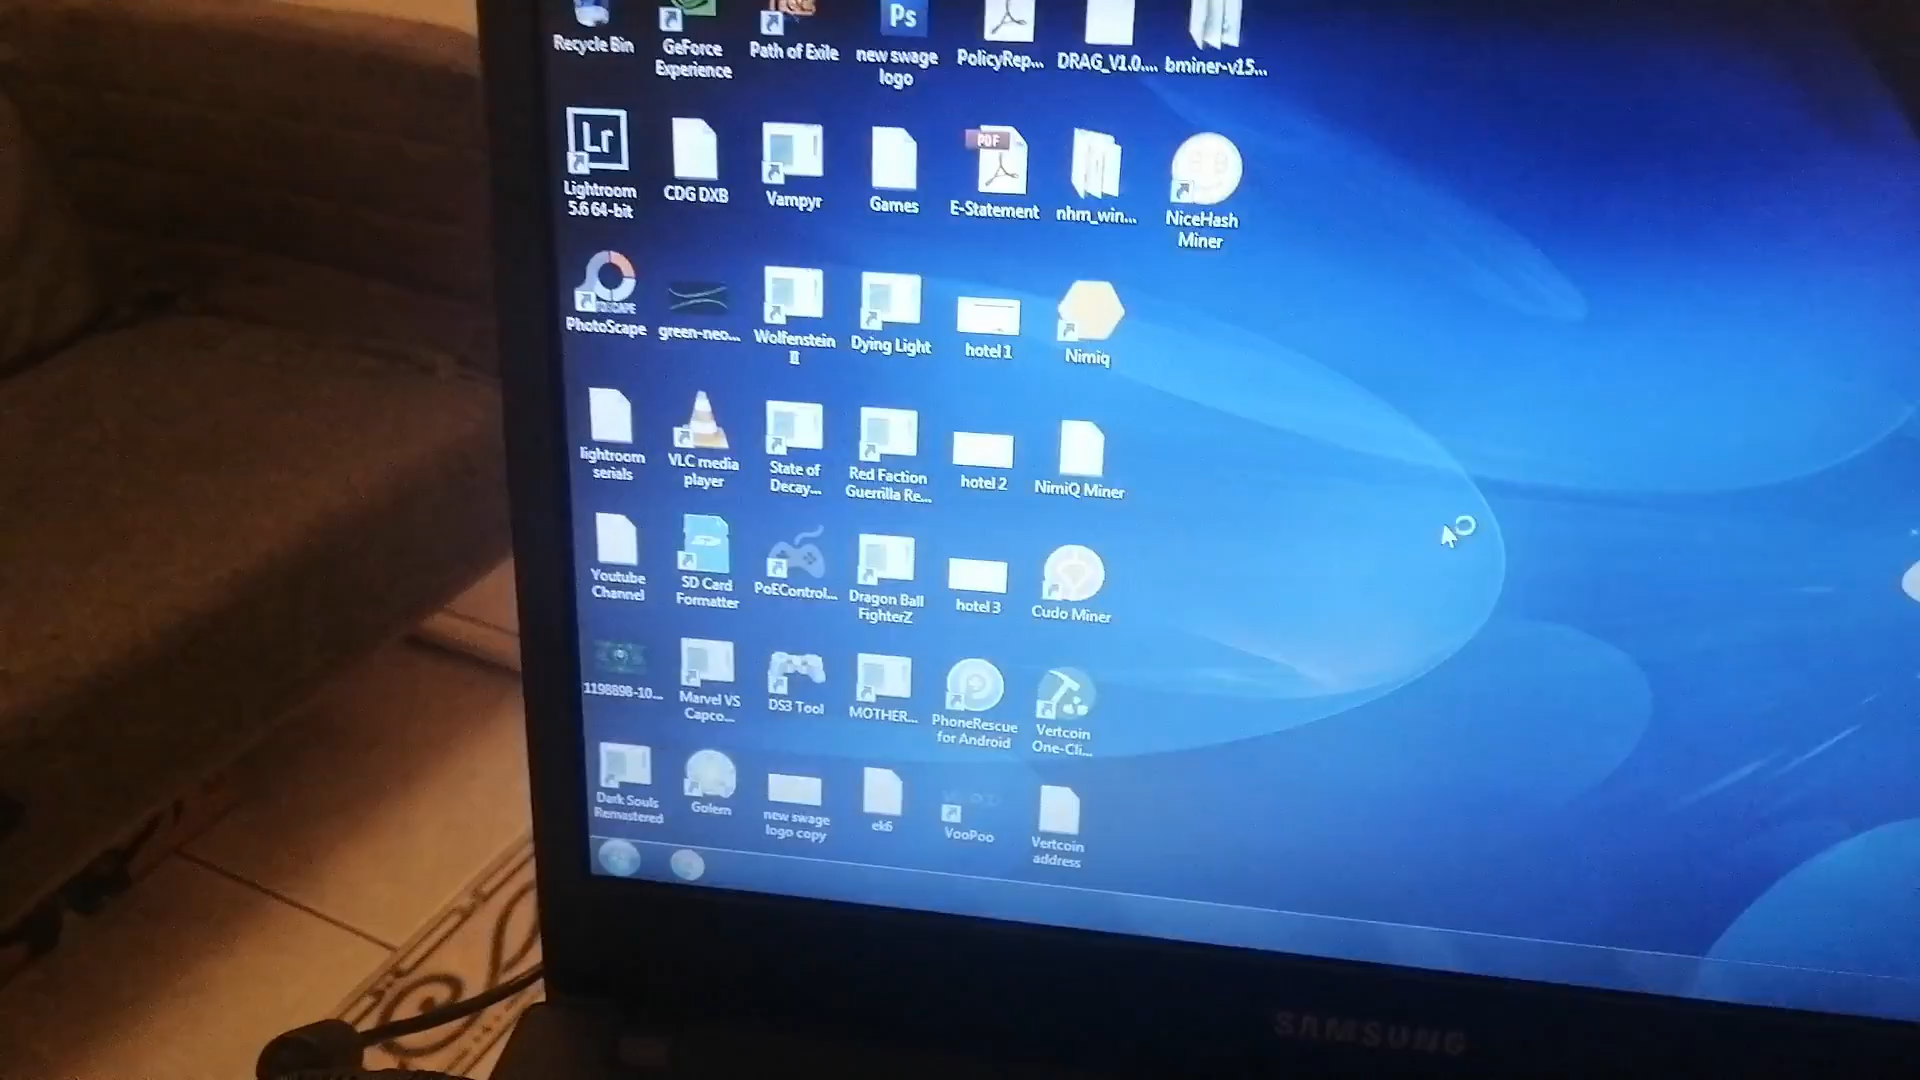 Recycle Bin
GeForce
Experience
Path of Exile
Ps
new swage
logo
PolicyRep...
DRAG_V1.0....
bminer-v15...
Lr
Lightroom
5.6 64-bit
CDG DXB
Vampyr
Games
PDF
E-Statement
nhm_win...
NiceHash
Miner
PhotoScape
green-neo...
Wolfenstein
II
Dying Light
hotel 1
Nimiq
lightroom
serials
VLC media
player
State of
Decay...
Red Faction
Guerrilla Re...
hotel 2
NimiQ Miner
Youtube
Channel
SD
SD Card
Formatter
PoEControl...
Dragon Ball
FighterZ
hotel 3
Cudo Miner
1198898-10...
Marvel VS
Capco...
DS3 Tool
MOTHER...
PhoneRescue
for Android
Vertcoin
One-Cli...
Dark Souls
Remastered
Golem
new swage
logo copy
ek6
VooPoo
Vertcoin
address
SAMSUNG